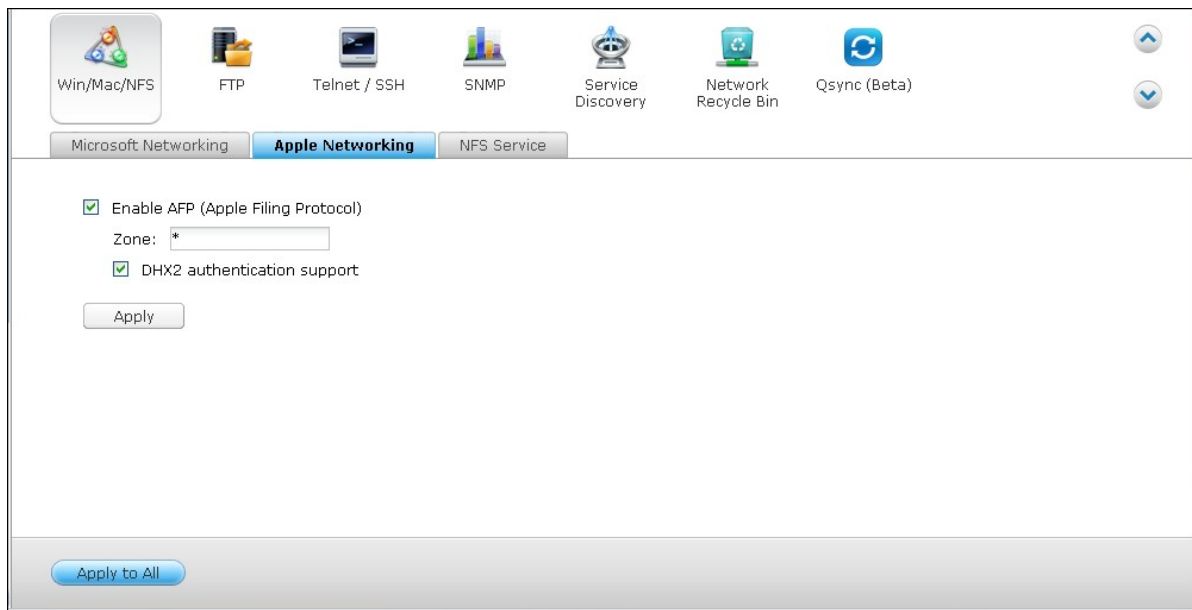 Win/Mac/NFS
FTP
Telnet / SSH
SNMP
Service
Discovery
Network
Recycle Bin
Qsync (Beta)
Microsoft Networking
Apple Networking
NFS Service
Enable AFP (Apple Filing Protocol)
Zone: *
DHX2 authentication support
Apply
Apply to All